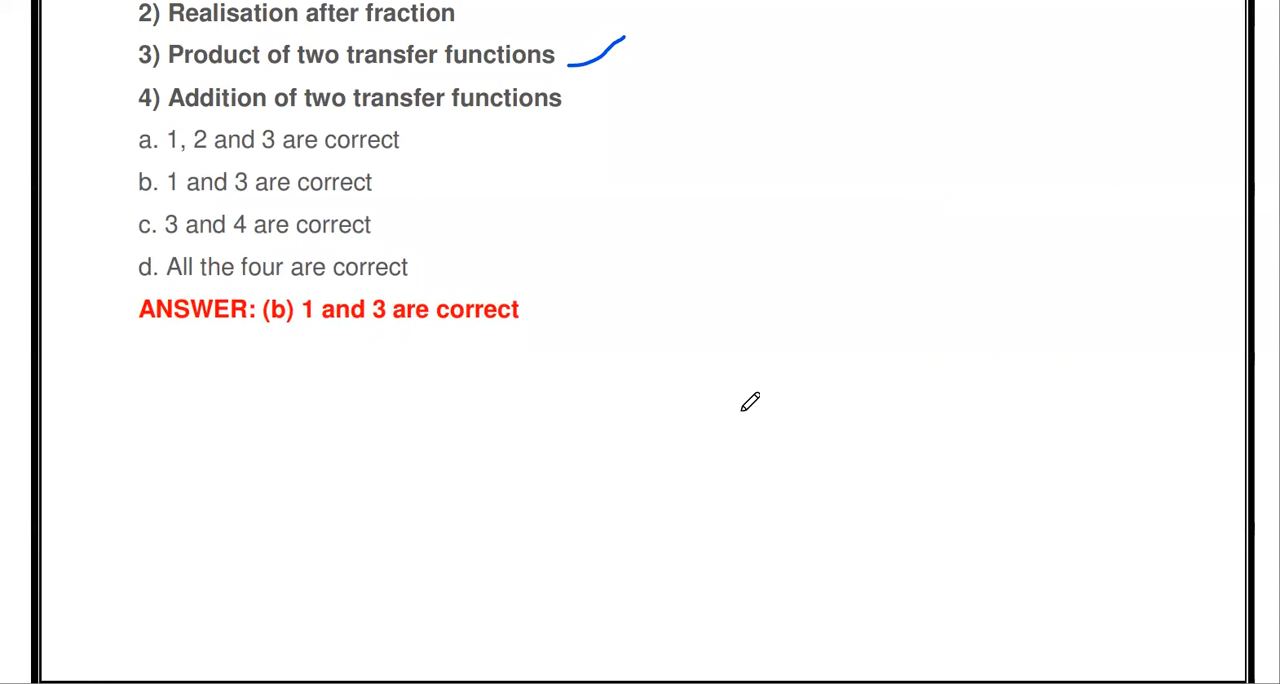 2) Realisation after fraction
3) Product of two transfer functions
4) Addition of two transfer functions
a. 1, 2 and 3 are correct
b. 1 and 3 are correct
c. 3 and 4 are correct
d. All the four are correct
ANSWER: (b) 1 and 3 are correct